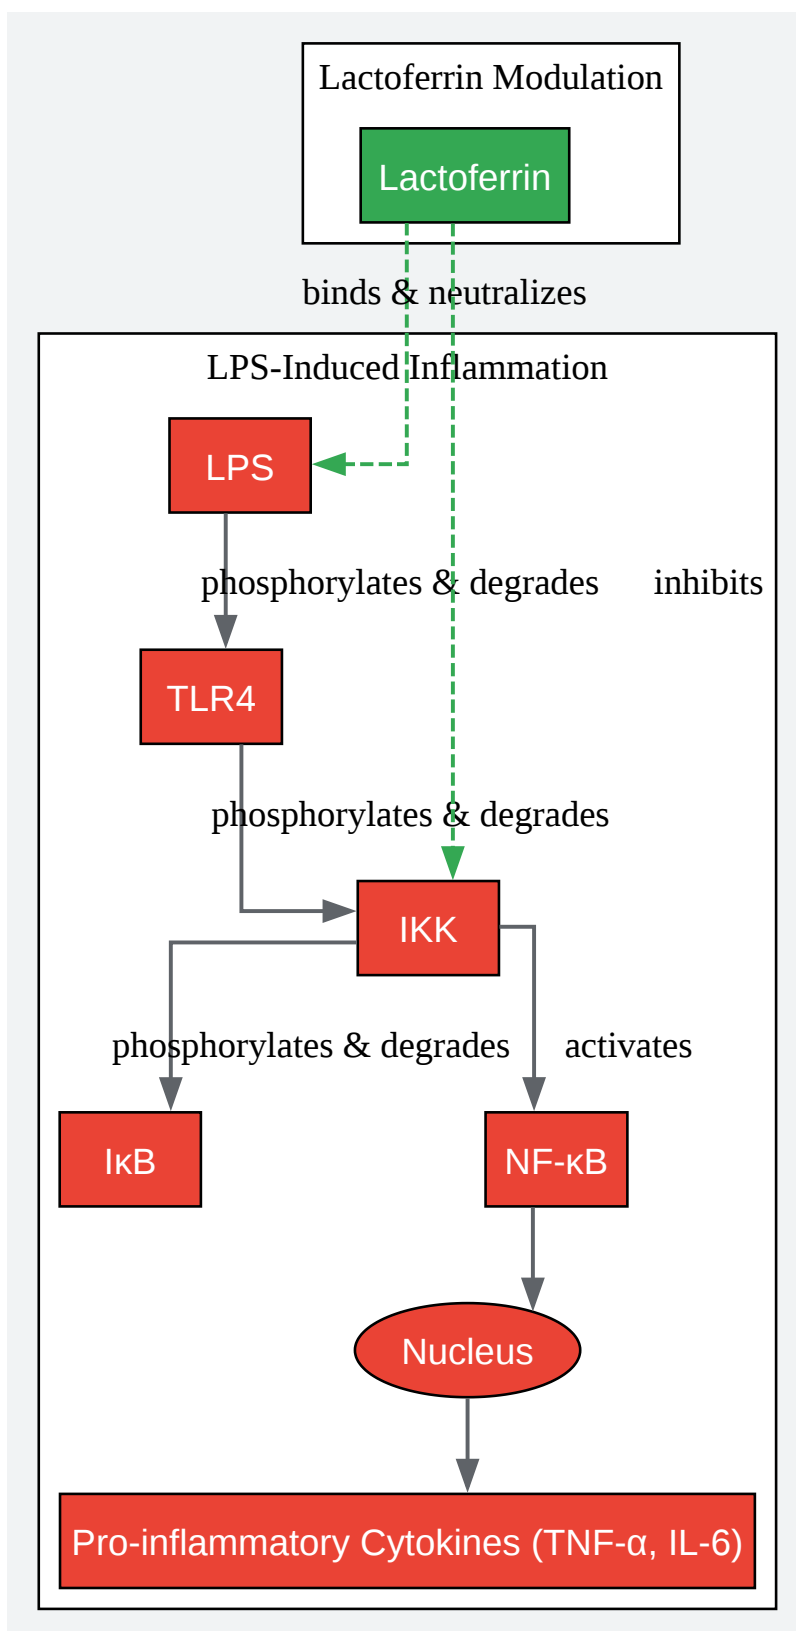 Lactoferrin Modulation
Lactoferrin
binds & neutralizes
LPS-Induced Inflammation
LPS
phosphorylates & degrades
inhibits
TLR4
phosphorylates & degrades
IKK
phosphorylates & degrades
activates
IκB
NF-κB
Nucleus
Pro-inflammatory Cytokines (TNF-α, IL-6)